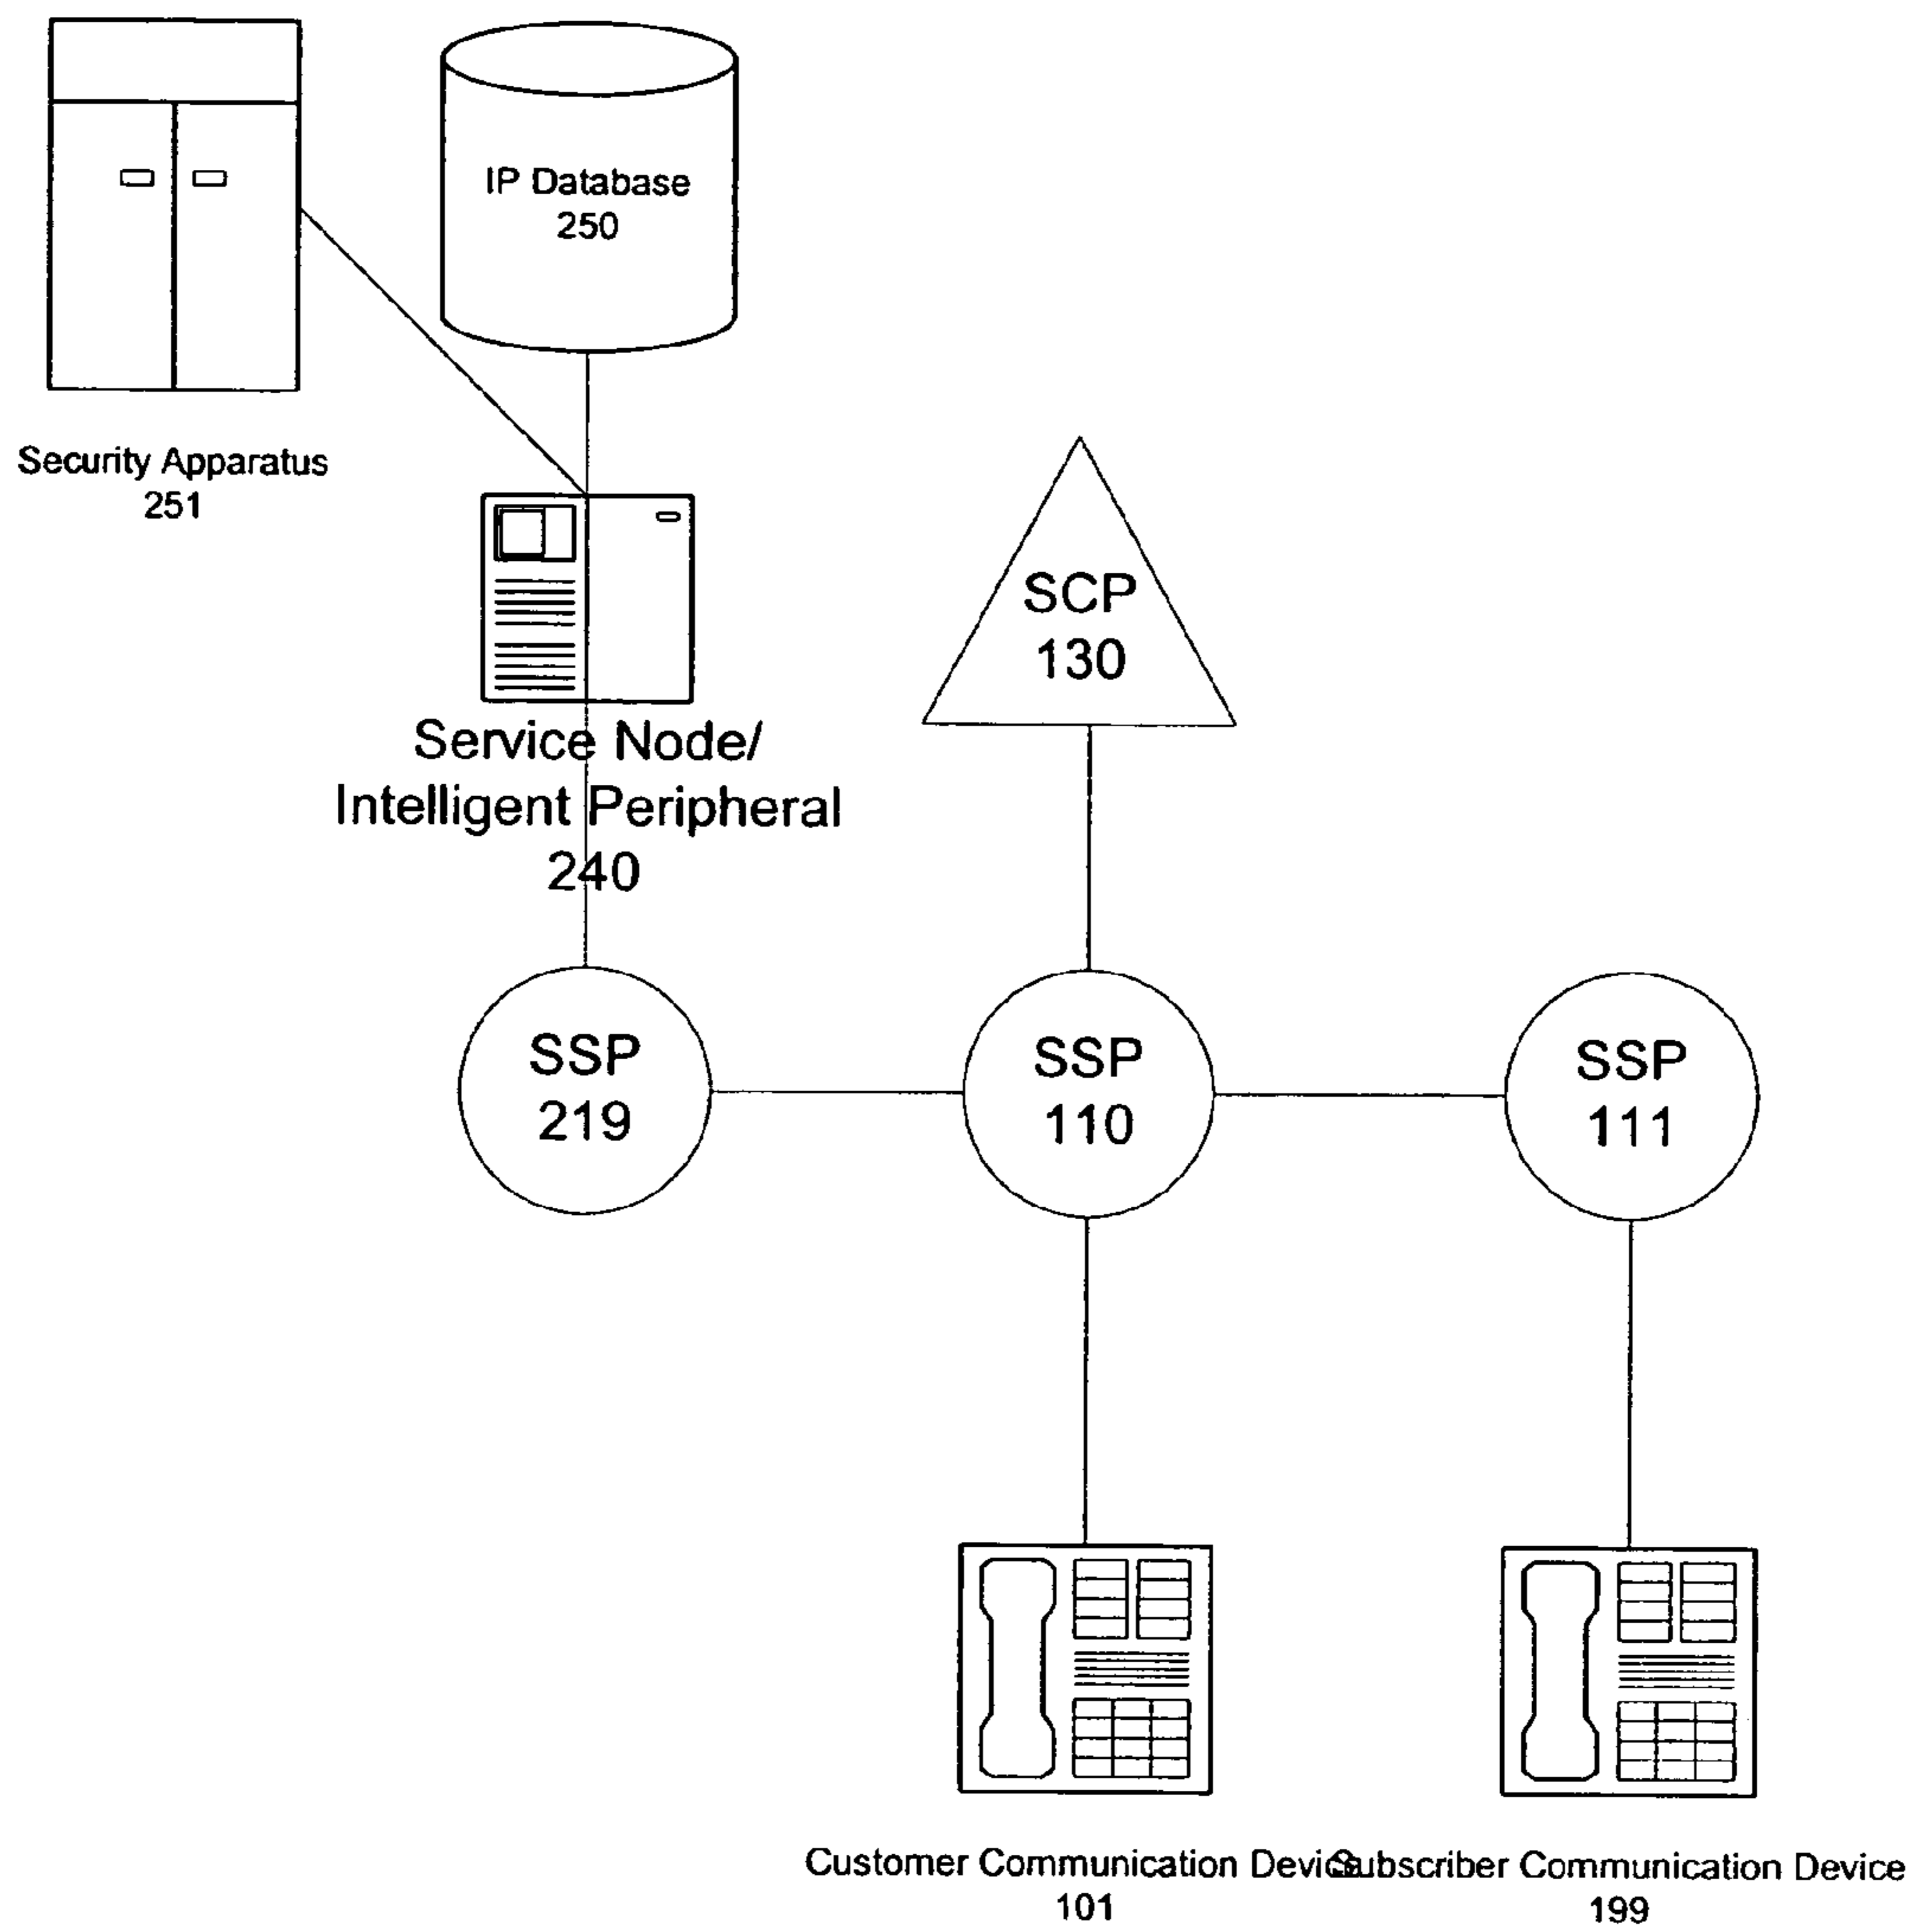 IP Database
250
Security Apparatus
251
SCP
130
Service Node/
Intelligent Peripheral
240
SSP
219
SSP
110
SSP
111
Customer Communication Device
101
Subscriber Communication Device
199